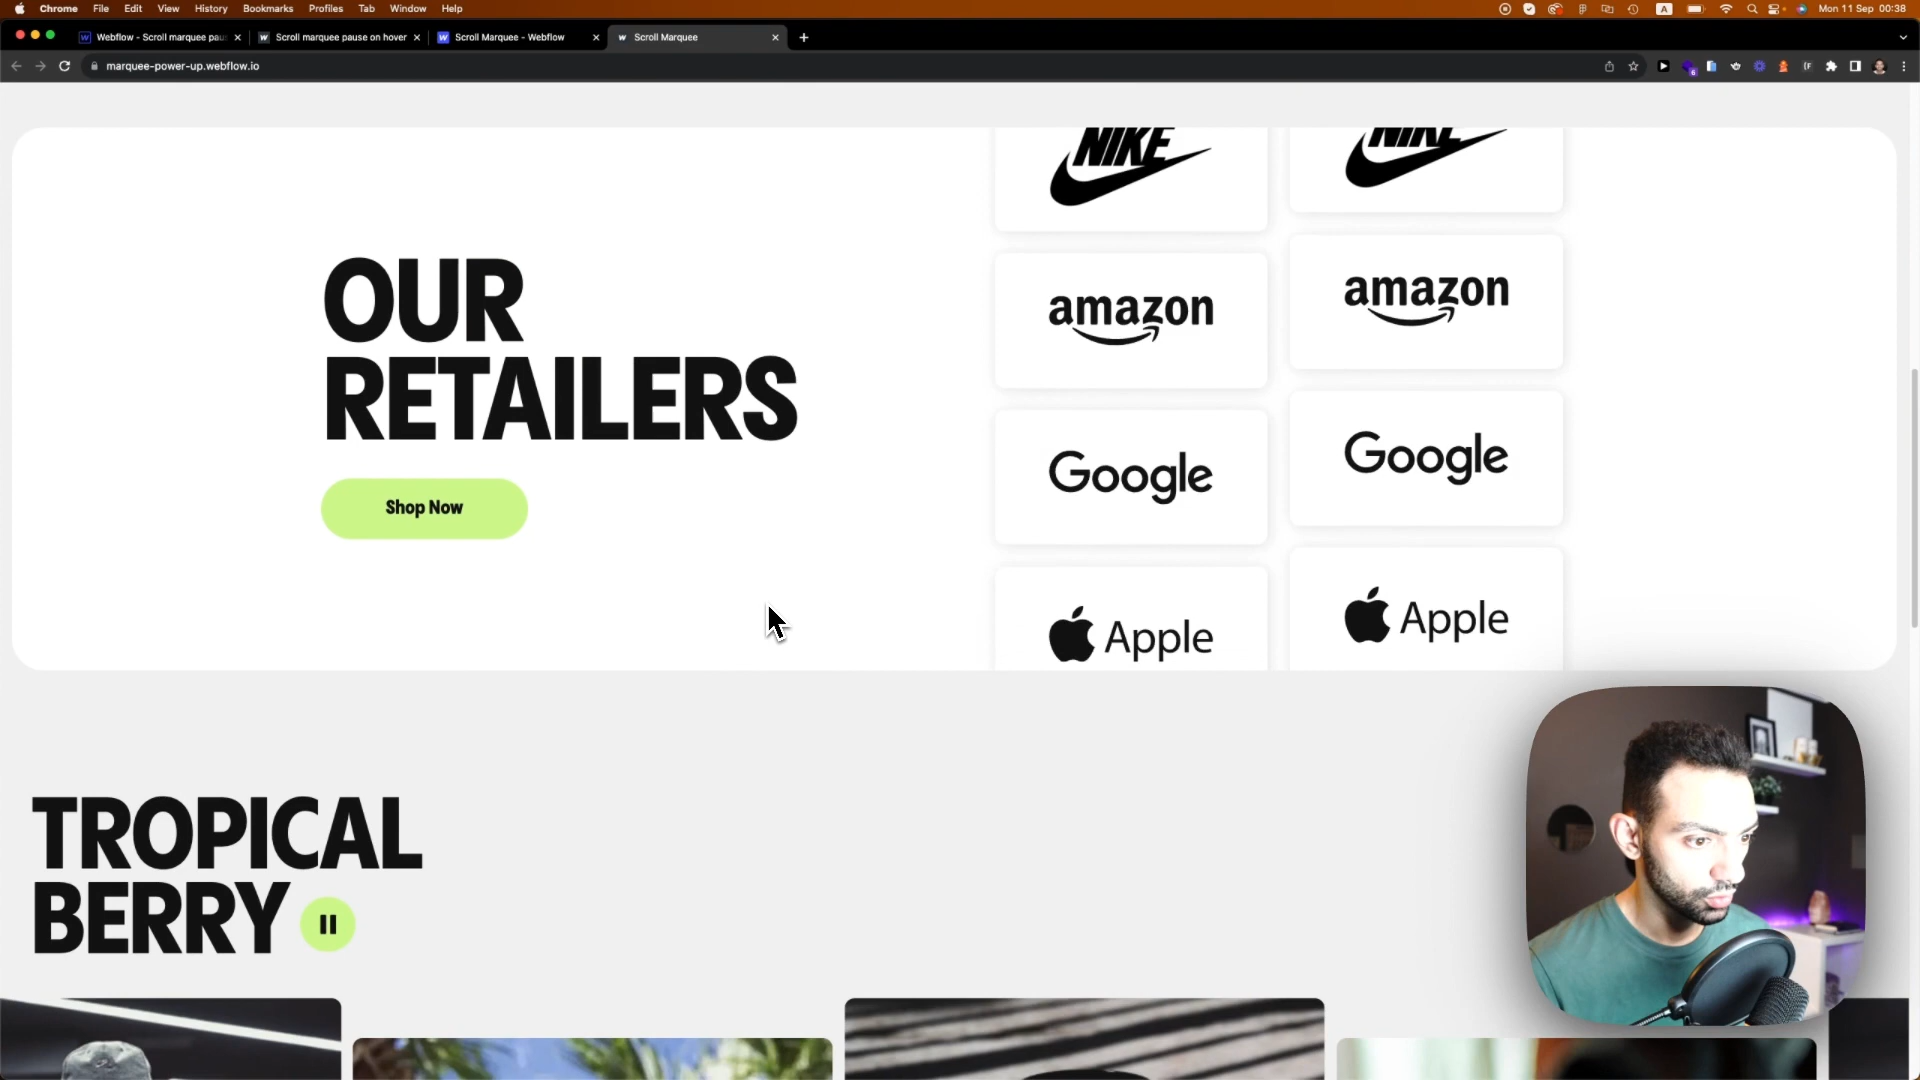 Chrome File Edit View History Bookmarks Profiles Tab Window Help
A Mon 11 Sep 00:38
Webflow - Scroll marquee pau
Scroll marquee pause on hover
Scroll Marquee - Webflow
Scroll Marquee
marquee-power-up.webflow.io
NIKE
NIKE
OUR
RETAILERS
Shop Now
amazon
amazon
Google
Google
Apple
Apple
TROPICAL
BERRY